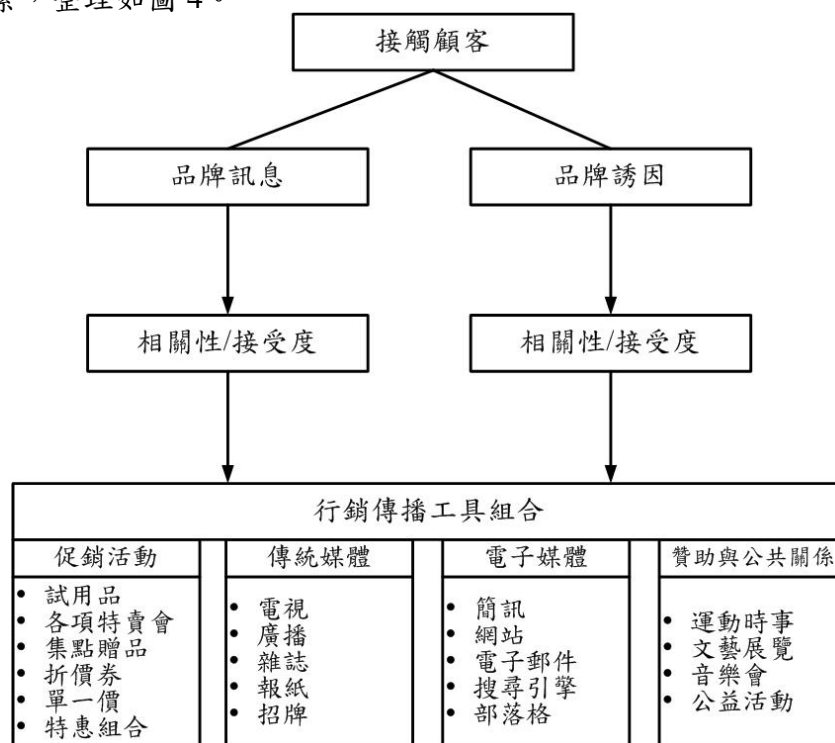 係，整理如圖 4。
接觸顧客
品牌訊息
品牌誘因
相關性/接受度
相關性/接受度
行銷傳播工具組合
促銷活動
• 試用品
• 各項特賣會
• 集點贈品
• 折價券
• 單一價
• 特惠組合
傳統媒體
• 電視
• 廣播
• 雜誌
• 報紙
• 招牌
電子媒體
• 簡訊
• 網站
• 電子郵件
• 搜尋引擎
• 部落格
贊助與公共關係
• 運動時事
• 文藝展覽
• 音樂會
• 公益活動